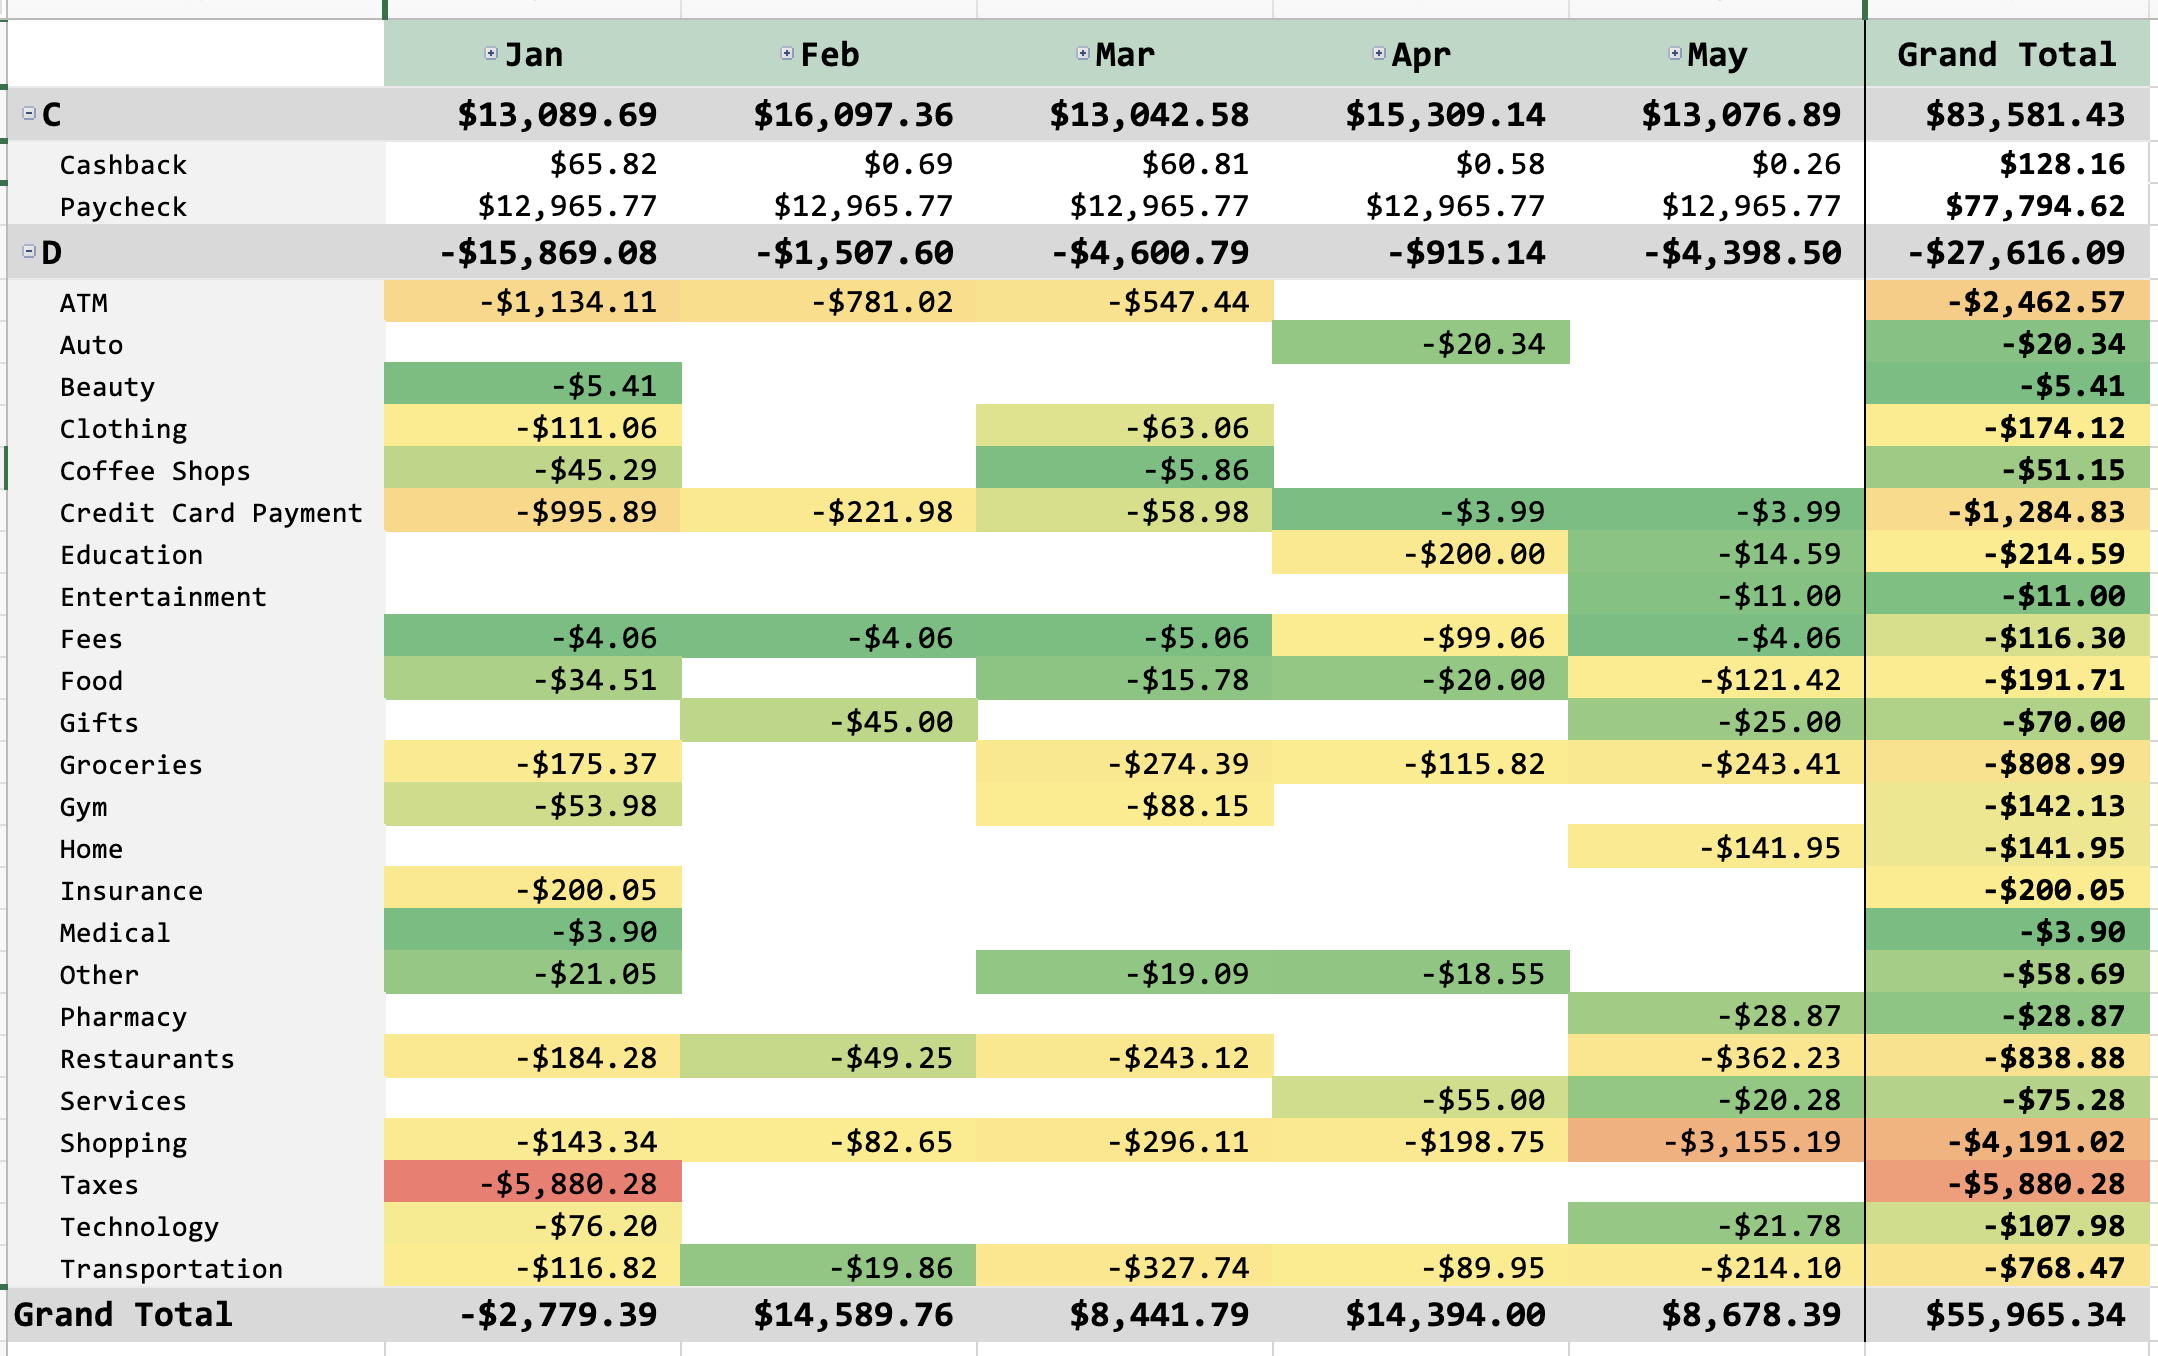 Jan Feb Mar Apr May Grand Total
C $13,089.69 $16,097.36 $13,042.58 $15,309.14 $13,076.89 $83,581.43
Cashback $65.82 $0.69 $60.81 $0.58 $0.26 $128.16
Paycheck $12,965.77 $12,965.77 $12,965.77 $12,965.77 $12,965.77 $77,794.62
D -$15,869.08 -$1,507.60 -$4,600.79 -$915.14 -$4,398.50 -$27,616.09
ATM -$1,134.11 -$781.02 -$547.44 -$2,462.57
Auto -$20.34 -$20.34
Beauty -$5.41 -$5.41
Clothing -$111.06 -$63.06 -$174.12
Coffee Shops -$45.29 -$5.86 -$51.15
Credit Card Payment -$995.89 -$221.98 -$58.98 -$3.99 -$3.99 -$1,284.83
Education -$200.00 -$14.59 -$214.59
Entertainment -$11.00 -$11.00
Fees -$4.06 -$4.06 -$5.06 -$99.06 -$4.06 -$116.30
Food -$34.51 -$15.78 -$20.00 -$121.42 -$191.71
Gifts -$45.00 -$25.00 -$70.00
Groceries -$175.37 -$274.39 -$115.82 -$243.41 -$808.99
Gym -$53.98 -$88.15 -$142.13
Home -$141.95 -$141.95
Insurance -$200.05 -$200.05
Medical -$3.90 -$3.90
Other -$21.05 -$19.09 -$18.55 -$58.69
Pharmacy -$28.87 -$28.87
Restaurants -$184.28 -$49.25 -$243.12 -$362.23 -$838.88
Services -$55.00 -$20.28 -$75.28
Shopping -$143.34 -$82.65 -$296.11 -$198.75 -$3,155.19 -$4,191.02
Taxes -$5,880.28 -$5,880.28
Technology -$76.20 -$21.78 -$107.98
Transportation -$116.82 -$19.86 -$327.74 -$89.95 -$214.10 -$768.47
Grand Total -$2,779.39 $14,589.76 $8,441.79 $14,394.00 $8,678.39 $55,965.34